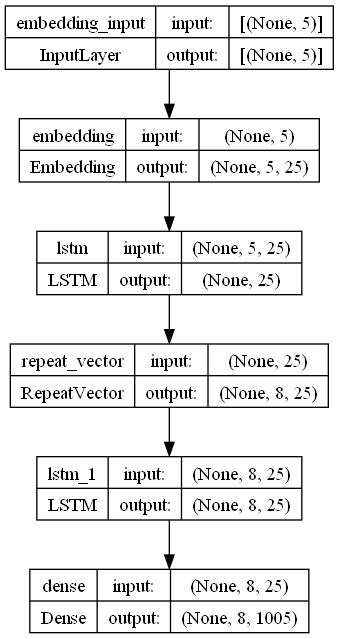 embedding_input input: [(None, 5)]
InputLayer output: [(None, 5)]
embedding input: (None, 5)
Embedding output: (None, 5, 25)
lstm input: (None, 5, 25)
LSTM output: (None, 25)
repeat_vector input: (None, 25)
RepeatVector output: (None, 8, 25)
lstm_1 input: (None, 8, 25)
LSTM output: (None, 8, 25)
dense input: (None, 8, 25)
Dense output: (None, 8, 1005)